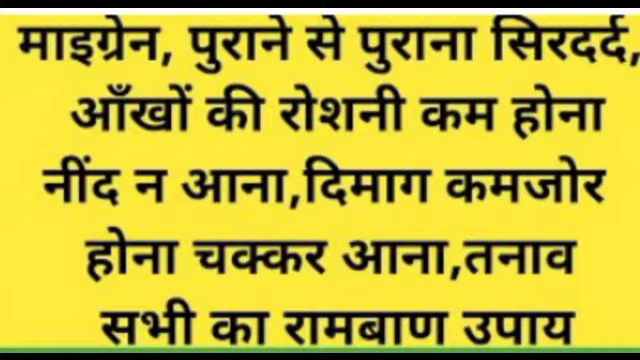 माइग्रेन, पुराने से पुराना सिरदर्द,
आँखों की रोशनी कम होना
नींद न आना,दिमाग कमजोर
होना चक्कर आना,तनाव
सभी का रामबाण उपाय